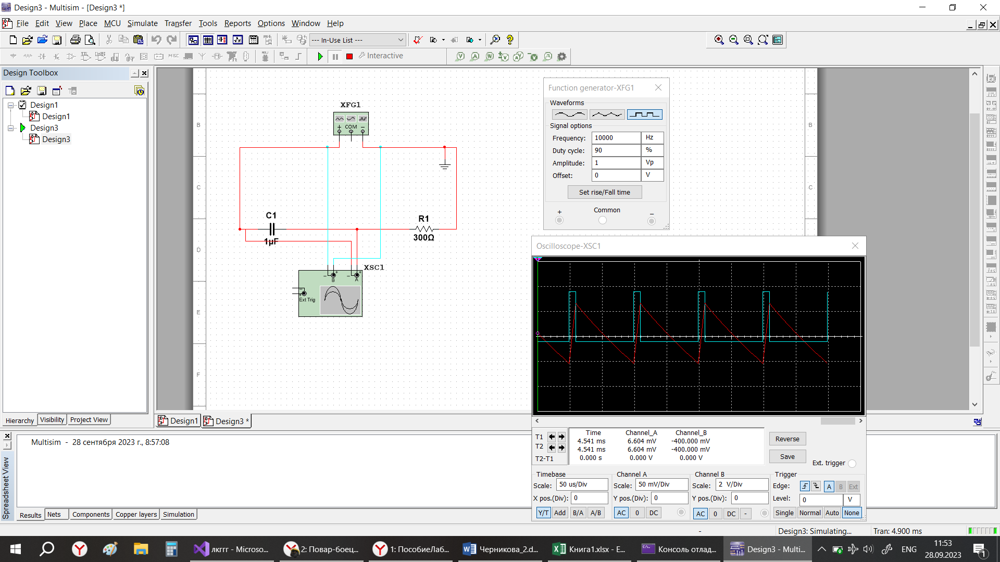 Design3 - Multisim - [Design3 *]
File Edit View Place MCU Simulate Transfer Tools Reports Options Window Help
--- In-Use List ---
MISC Interactive
Design Toolbox
Design1
Design1
Design3
Design3
Hierarchy Visibility Project View
B
C
D
E
F
B
C
XFG1
+ COM −
C1
1µF
R1
300Ω
XSC1
B
A
Ext Trig
Function generator-XFG1
Waveforms
Signal options
Frequency: 10000 Hz
Duty cycle: 90 %
Amplitude: 1 Vp
Offset: 0 V
Set rise/Fall time
+ Common −
Oscilloscope-XSC1
Time Channel_A Channel_B
T1 4.541 ms 6.604 mV -400.000 mV
T2 4.541 ms 6.604 mV -400.000 mV
T2-T1 0.000 s 0.000 V 0.000 V
Reverse
Save
Ext. trigger
Timebase Channel A Channel B Trigger
Scale: 50 us/Div Scale: 50 mV/Div Scale: 2 V/Div Edge: A B Ext
X pos.(Div): 0 Y pos.(Div): 0 Y pos.(Div): 0 Level: 0 V
Y/T Add B/A A/B AC 0 DC AC 0 DC - Single Normal Auto None
Design1 Design3 *
Multisim - 28 сентября 2023 г., 8:57:08
Spreadsheet View
Results Nets Components Copper layers Simulation
- Design3: Simulating... Tran: 4.900 ms
лкггг - Microso... 2: Повар-боец... 1: ПособиеЛаб... Черникова_2.d... Книга1.xlsx - E... Консоль отлад... Design3 - Multi... ENG 11:53
28.09.2023
1